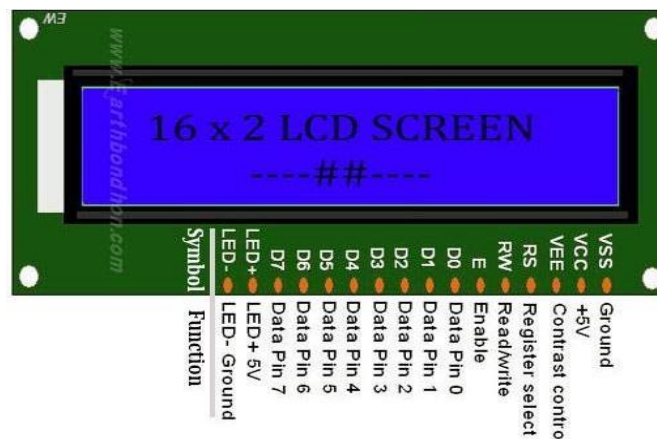 EW
www.Earthbondhon.com
16 x 2 LCD SCREEN
----##----
Symbol Function
LED- LED- Ground
LED+ LED+ 5V
D7 Data Pin 7
D6 Data Pin 6
D5 Data Pin 5
D4 Data Pin 4
D3 Data Pin 3
D2 Data Pin 2
D1 Data Pin 1
D0 Data Pin 0
E Enable
RW Read/write
RS Register select
VEE Contrast contro
VCC +5V
VSS Ground